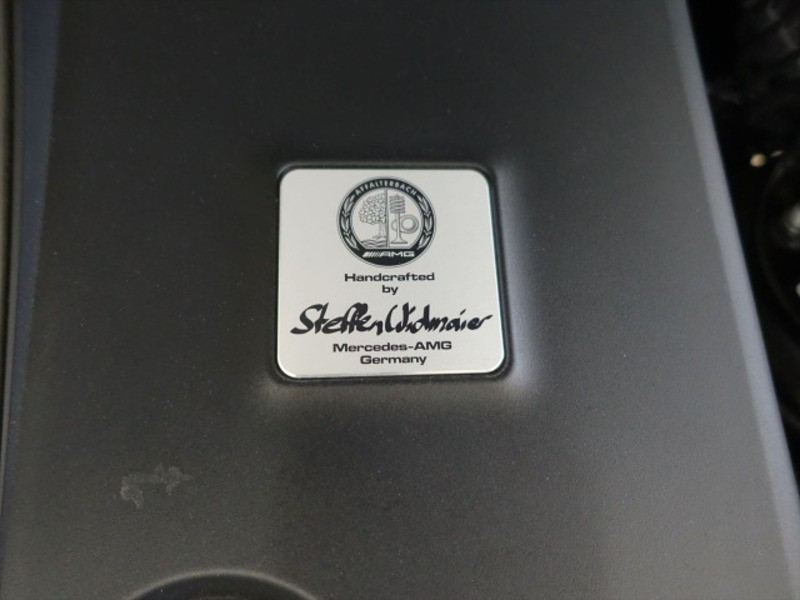 AFFALTERBACH
AMG
Handcrafted
by
Steffen Widmaier
Mercedes-AMG
Germany